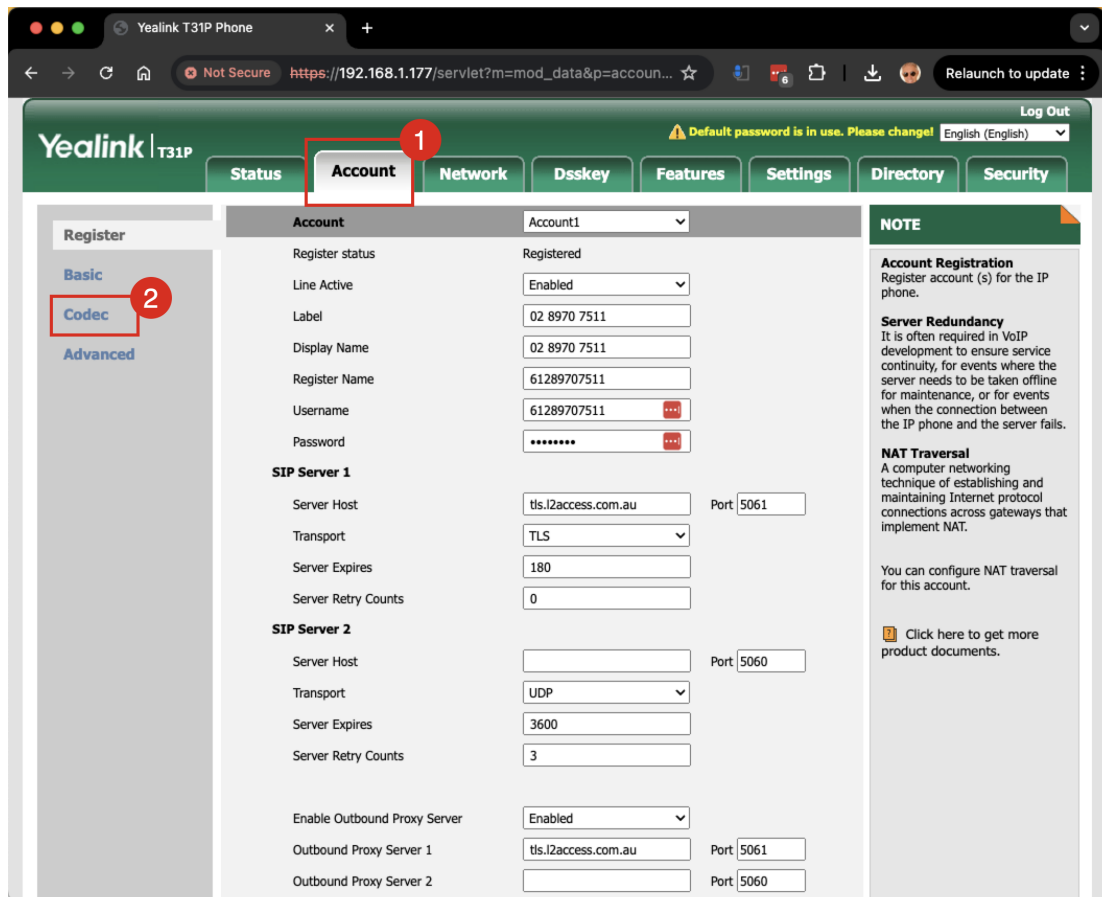 Yealink T31P Phone
Not Secure https://192.168.1.177/servlet?m=mod_data&p=accoun...
6
Relaunch to update
Log Out
Default password is in use. Please change!
English (English)
Yealink T31P
1
Status
Account
Network
Dsskey
Features
Settings
Directory
Security
Register
Basic
2
Codec
Advanced
Account Account1
Register status Registered
Line Active Enabled
Label 02 8970 7511
Display Name 02 8970 7511
Register Name 61289707511
Username 61289707511
Password ••••••••
SIP Server 1
Server Host tls.l2access.com.au Port 5061
Transport TLS
Server Expires 180
Server Retry Counts 0
SIP Server 2
Server Host Port 5060
Transport UDP
Server Expires 3600
Server Retry Counts 3
Enable Outbound Proxy Server Enabled
Outbound Proxy Server 1 tls.l2access.com.au Port 5061
Outbound Proxy Server 2 Port 5060
NOTE
Account Registration
Register account (s) for the IP
phone.
Server Redundancy
It is often required in VoIP
development to ensure service
continuity, for events where the
server needs to be taken offline
for maintenance, or for events
when the connection between
the IP phone and the server fails.
NAT Traversal
A computer networking
technique of establishing and
maintaining Internet protocol
connections across gateways that
implement NAT.
You can configure NAT traversal
for this account.
Click here to get more
product documents.